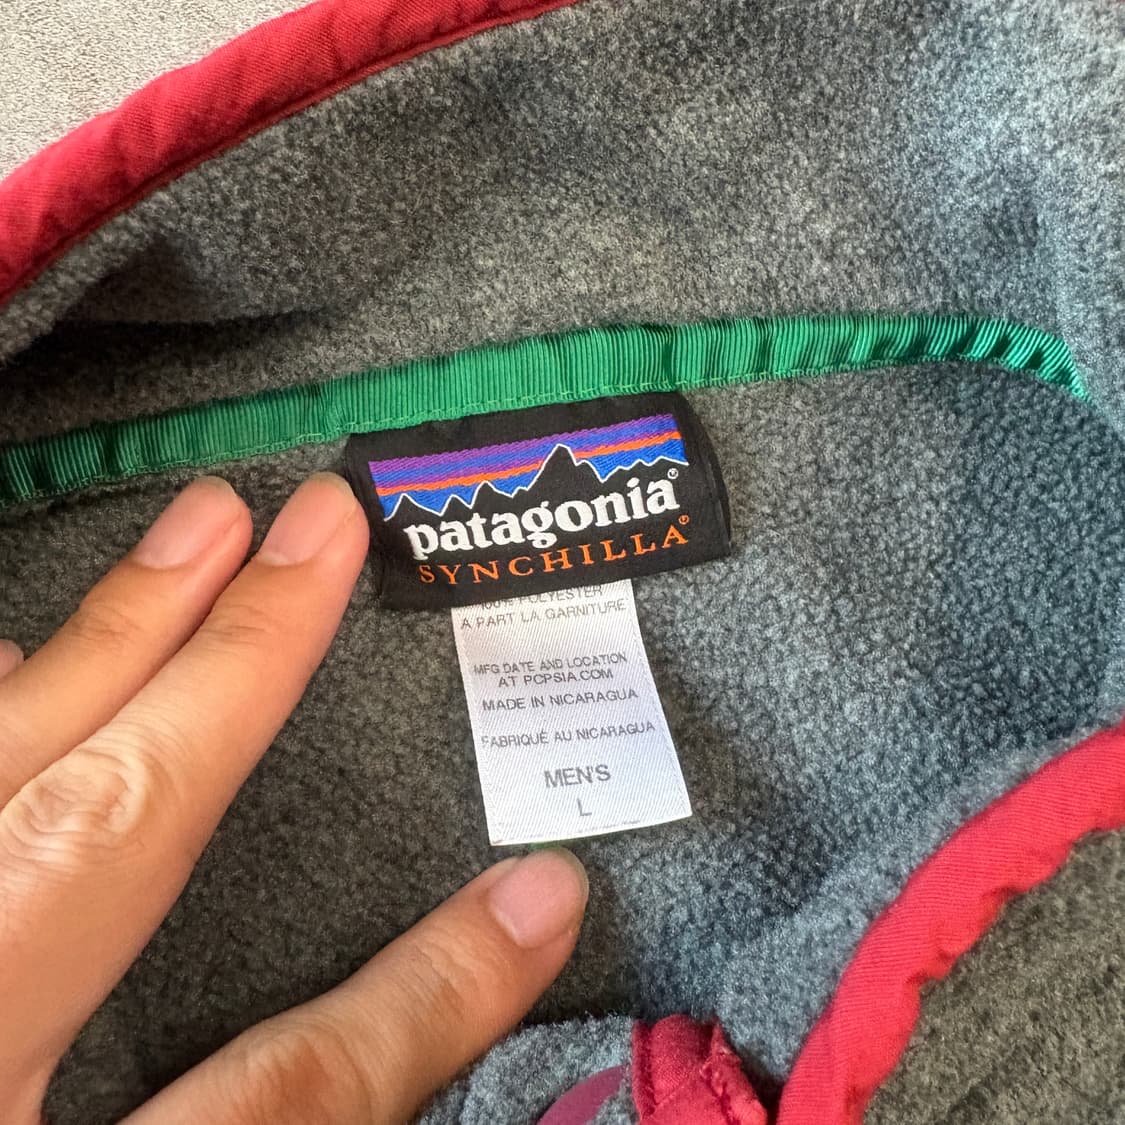 patagonia®
SYNCHILLA®
100% POLYESTER
A PART LA GARNITURE
MFG DATE AND LOCATION
AT PCPSIA.COM
MADE IN NICARAGUA
FABRIQUÉ AU NICARAGUA
MEN'S
L